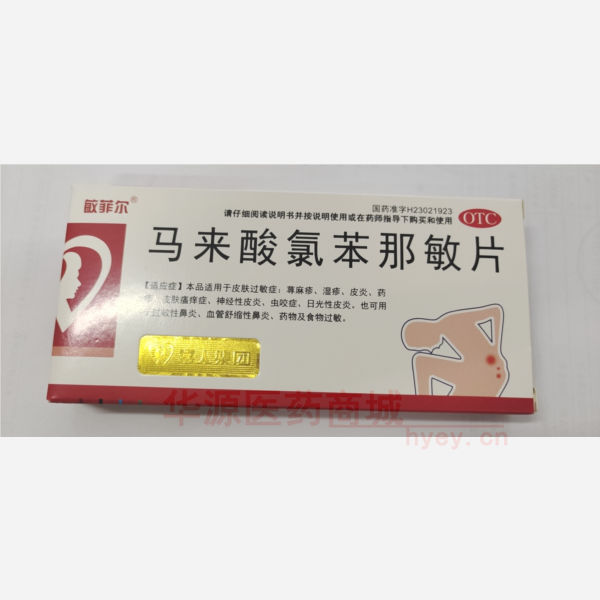 敏菲尔®
国药准字H23021923
请仔细阅读说明书并按说明使用或在药师指导下购买和使用
OTC
马来酸氯苯那敏片
【适应症】本品适用于皮肤过敏症：荨麻疹、湿疹、皮炎、药
疹、皮肤瘙痒症、神经性皮炎、虫咬症、日光性皮炎，也可用
于过敏性鼻炎、血管舒缩性鼻炎、药物及食物过敏。
集团
华源医药商城
hyey.cn